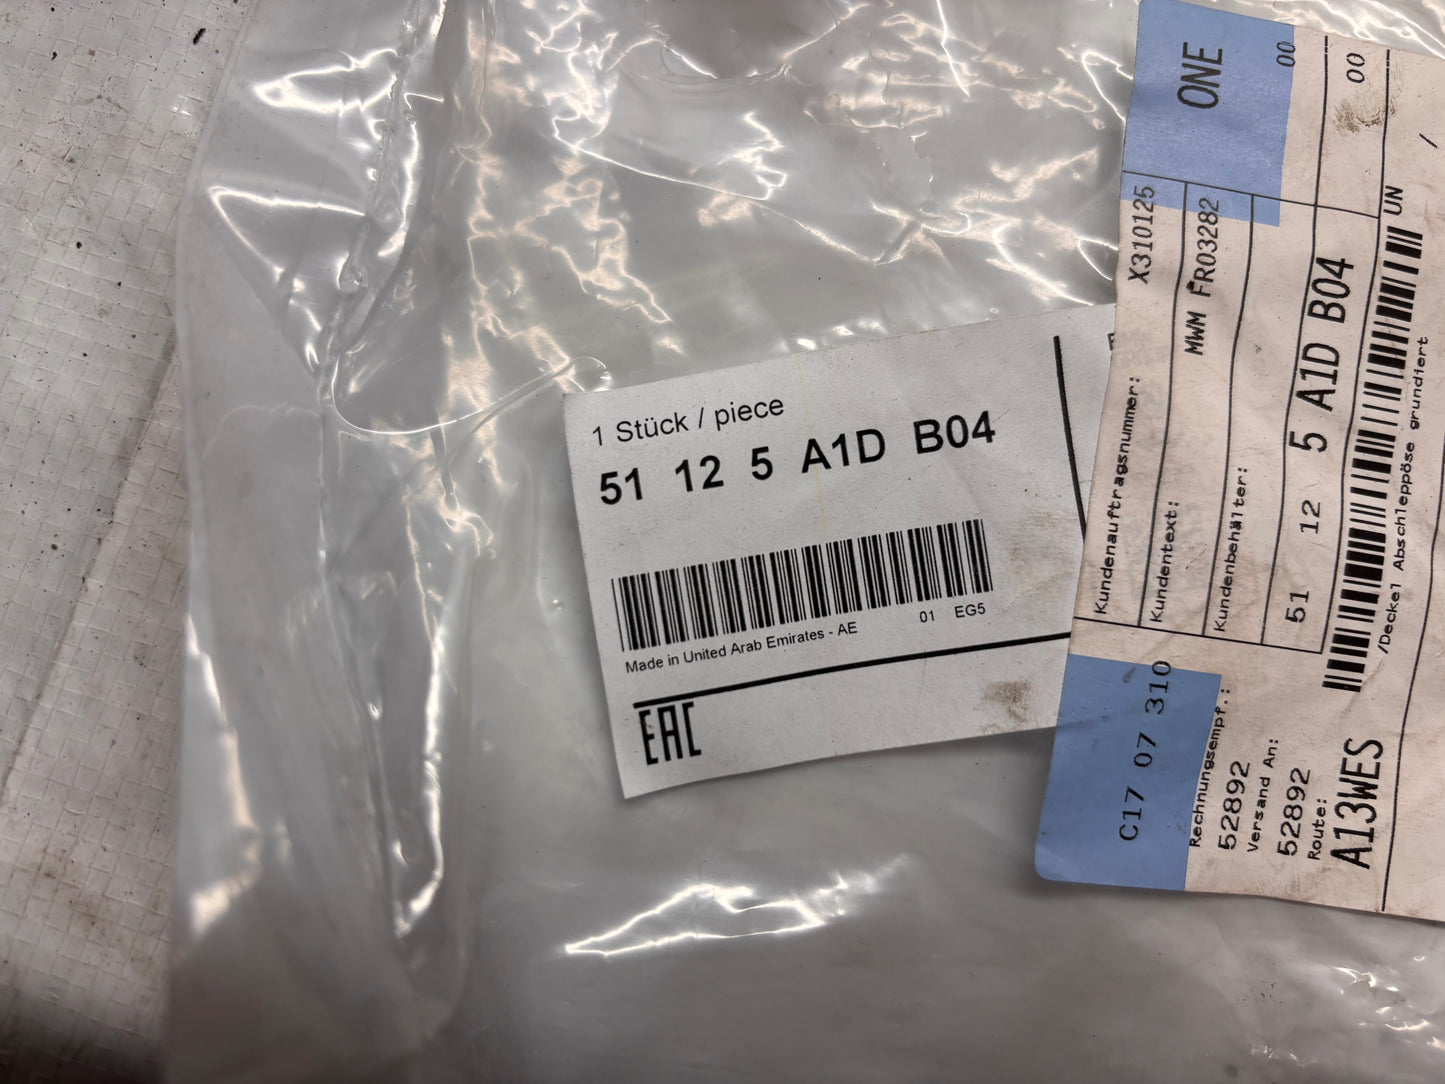 1 Stück / piece
51 12 5 A1D B04
Made in United Arab Emirates - AE 01 EG5
EAC
ONE 00
00
Kundenauftragsnummer: X310125
Kundentext: MWM FR03282
Kundenbehälter:
51 12 5 A1D B04
UN
/Deckel Abschleppöse grundiert /
C17 07 310
Rechnungsempf.:
52892
Versand An:
52892
Route:
A13WES